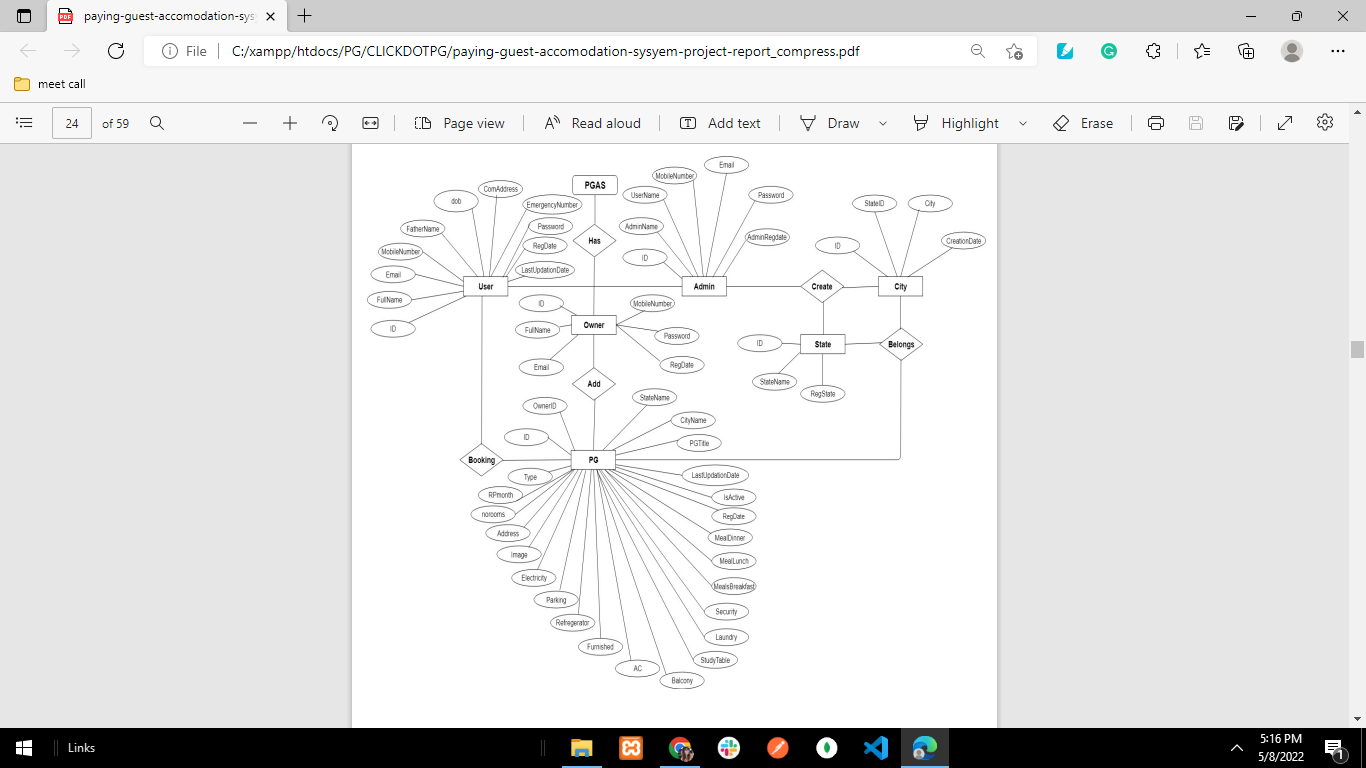 paying-guest-accomodation-sys
File
C:/xampp/htdocs/PG/CLICKDOTPG/paying-guest-accomodation-sysyem-project-report_compress.pdf
meet call
24 of 59
Page view
Read aloud
Add text
Draw
Highlight
Erase
Email
MobileNumber
PGAS
ComAddress
dob
UserName
Password
EmergencyNumber
StateID
City
FatherName
Password
AdminName
AdminRegdate
Has
RegDate
ID
CreationDate
MobileNumber
ID
LastUpdationDate
Email
User
Admin
Create
City
FullName
ID
MobileNumber
ID
FullName
Owner
Password
ID
State
Belongs
Email
RegDate
StateName
Add
RegState
StateName
OwnerID
CityName
ID
PGTitle
Booking
PG
Type
LastUpdationDate
RPmonth
IsActive
norooms
RegDate
Address
MealDinner
Image
MealLunch
Electricity
MealsBreakfast
Parking
Security
Refregerator
Laundry
Furnished
StudyTable
AC
Balcony
Links
5:16 PM
5/8/2022
1